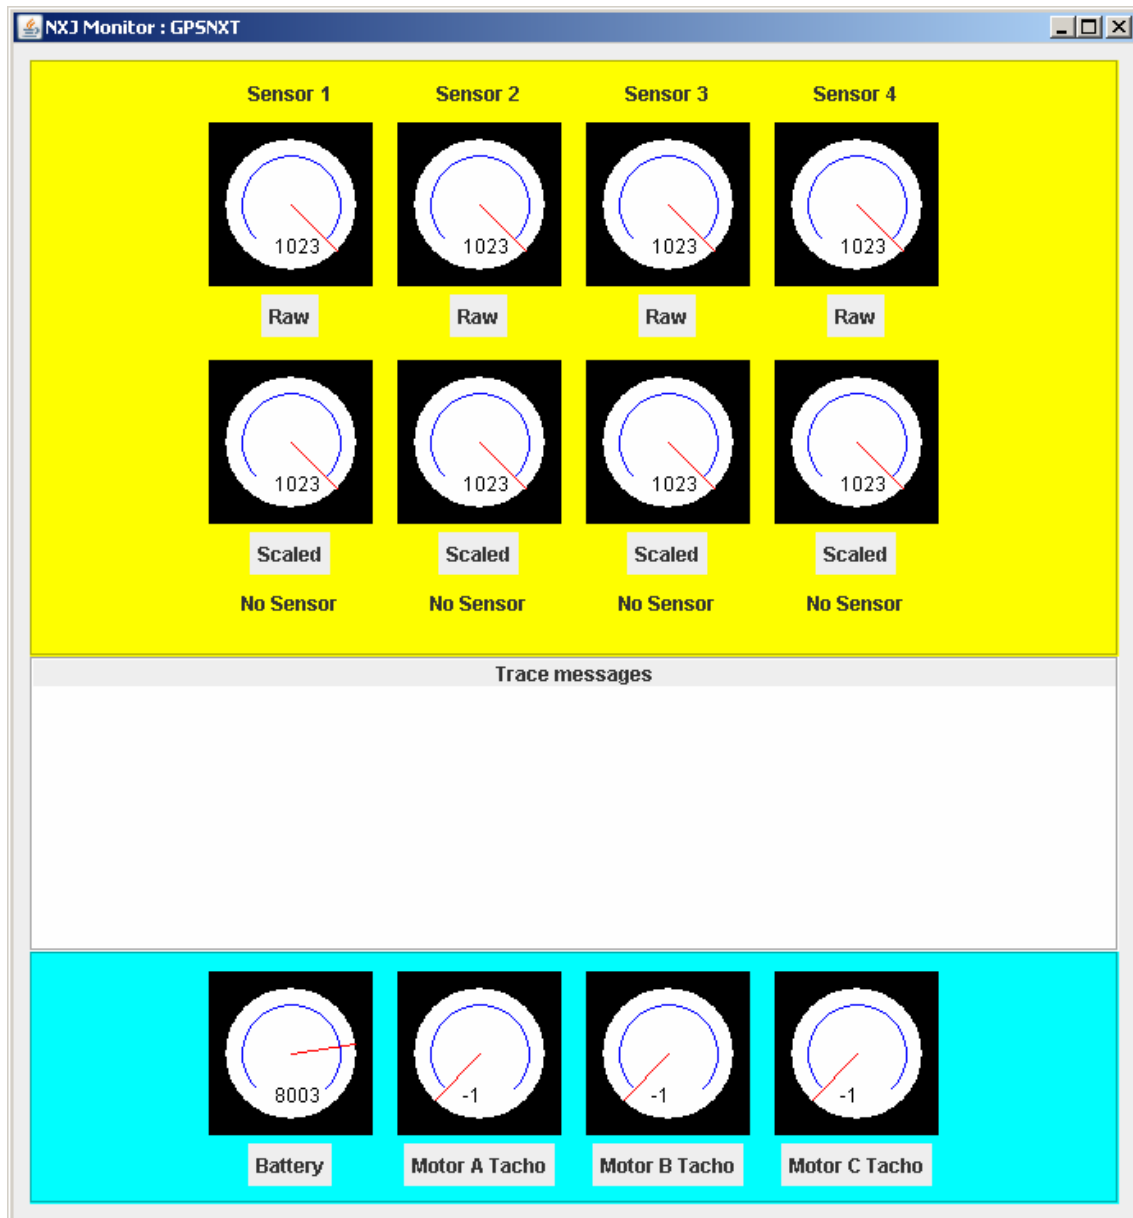 NXJ Monitor : GPSNXT
Sensor 1 Sensor 2 Sensor 3 Sensor 4
1023 1023 1023 1023
Raw Raw Raw Raw
1023 1023 1023 1023
Scaled Scaled Scaled Scaled
No Sensor No Sensor No Sensor No Sensor
Trace messages
8003 -1 -1 -1
Battery Motor A Tacho Motor B Tacho Motor C Tacho